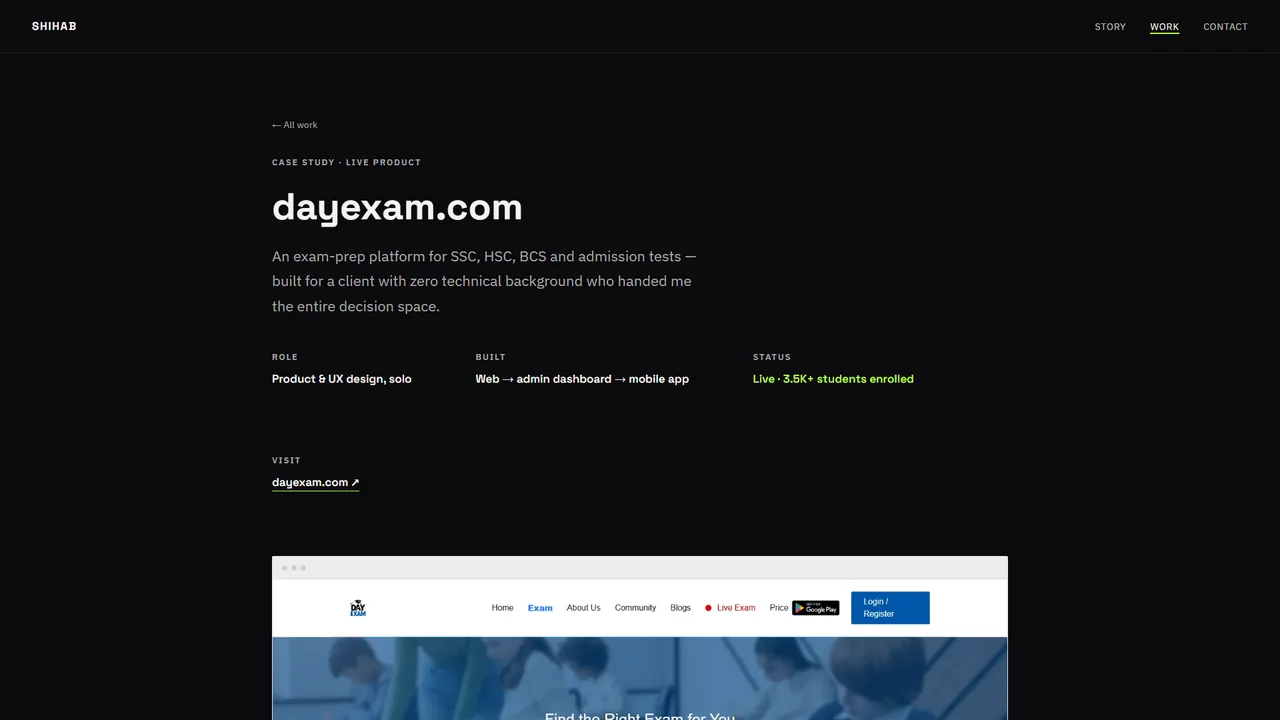 SHIHAB
STORY
WORK
CONTACT
← All work
CASE STUDY · LIVE PRODUCT
dayexam.com
An exam-prep platform for SSC, HSC, BCS and admission tests —
built for a client with zero technical background who handed me
the entire decision space.
ROLE
Product & UX design, solo
BUILT
Web → admin dashboard → mobile app
STATUS
Live · 3.5K+ students enrolled
VISIT
dayexam.com ↗
DAY
EXAM
Home
Exam
About Us
Community
Blogs
Live Exam
Price
GET IT ON
Google Play
Login /
Register
Find the Right Exam for You